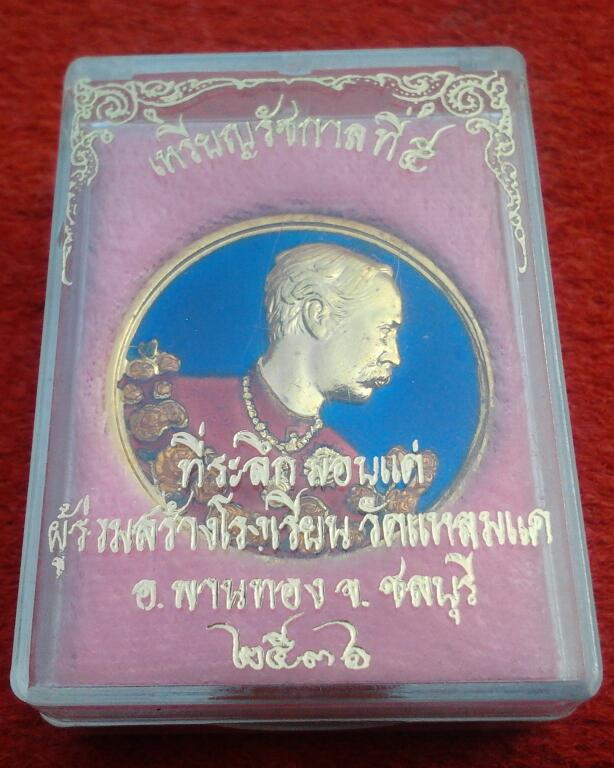 เหรียญรัชกาลที่ ๕
ที่ระลึก มอบแด่
ผู้ร่วมสร้างโรงเรียน วัดแหลมแค
อ. พานทอง จ. ชลบุรี
๒๕๓๖